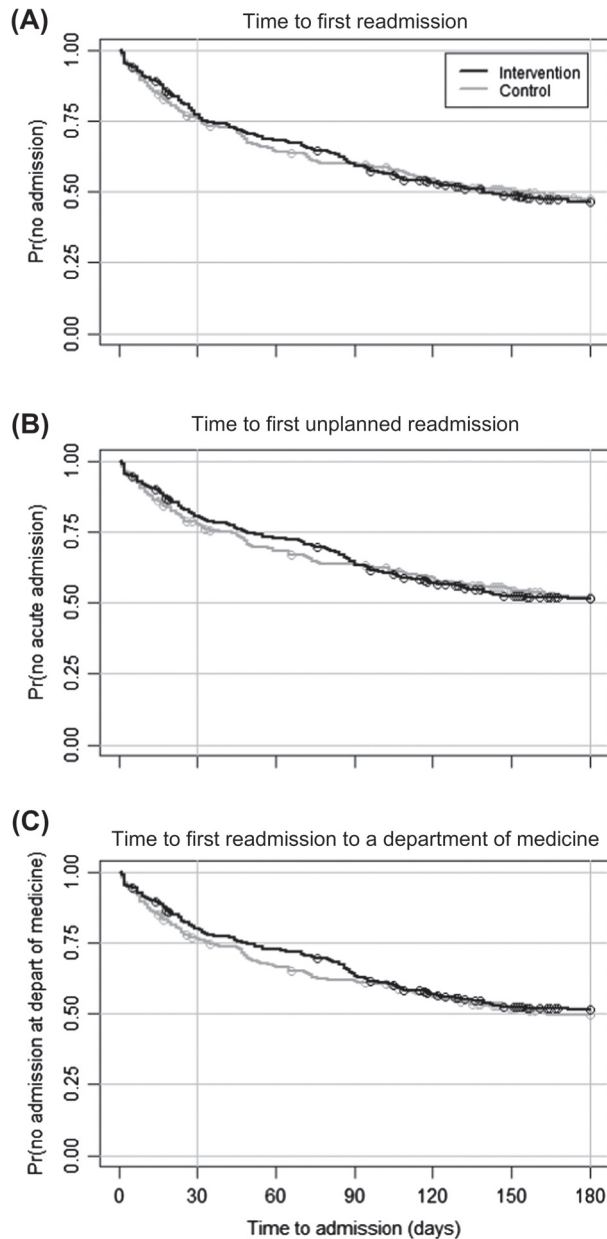 (A) Time to first readmission
Pr(no admission)
1.00
0.75
0.50
0.25
0.00
Intervention
Control
(B) Time to first unplanned readmission
Pr(no acute admission)
1.00
0.75
0.50
0.25
0.00
(C) Time to first readmission to a department of medicine
Pr(no admission at depart of medicine)
1.00
0.75
0.50
0.25
0.00
0 30 60 90 120 150 180
Time to admission (days)